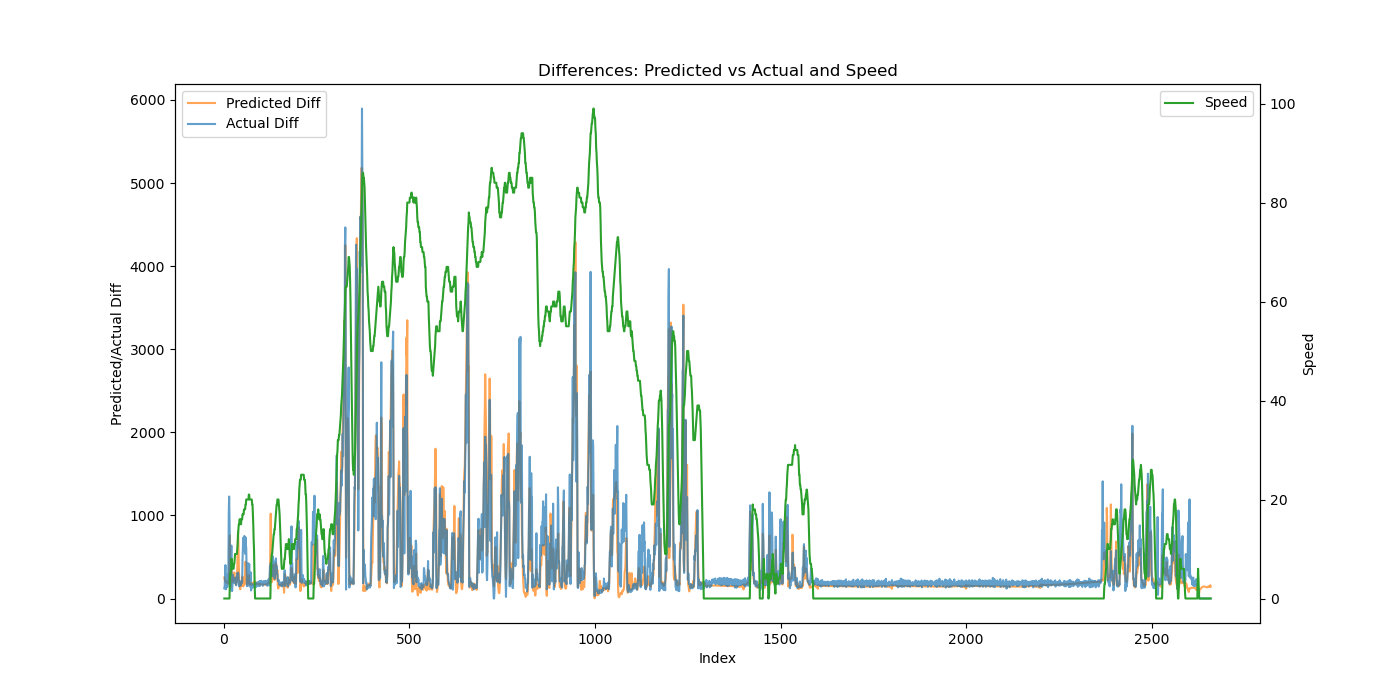 Differences: Predicted vs Actual and Speed
Predicted Diff
Actual Diff
Speed
6000
5000
4000
3000
2000
1000
0
Predicted/Actual Diff
100
80
60
40
20
0
Speed
0 500 1000 1500 2000 2500
Index